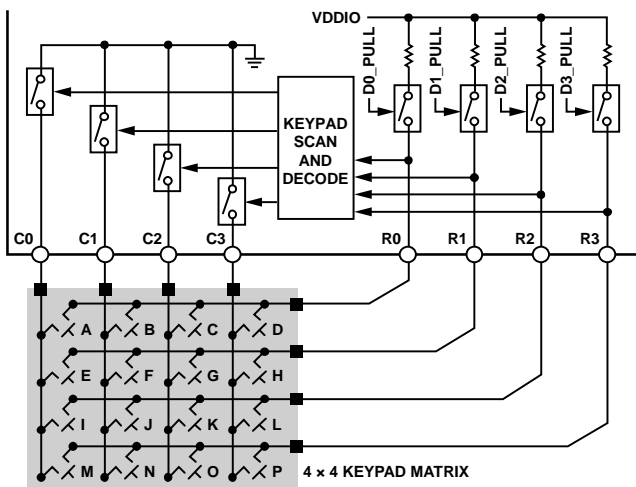 VDDIO
D0_PULL
D1_PULL
D2_PULL
D3_PULL
KEYPAD
SCAN
AND
DECODE
C0 C1 C2 C3 R0 R1 R2 R3
A B C D
E F G H
I J K L
M N O P
4 × 4 KEYPAD MATRIX